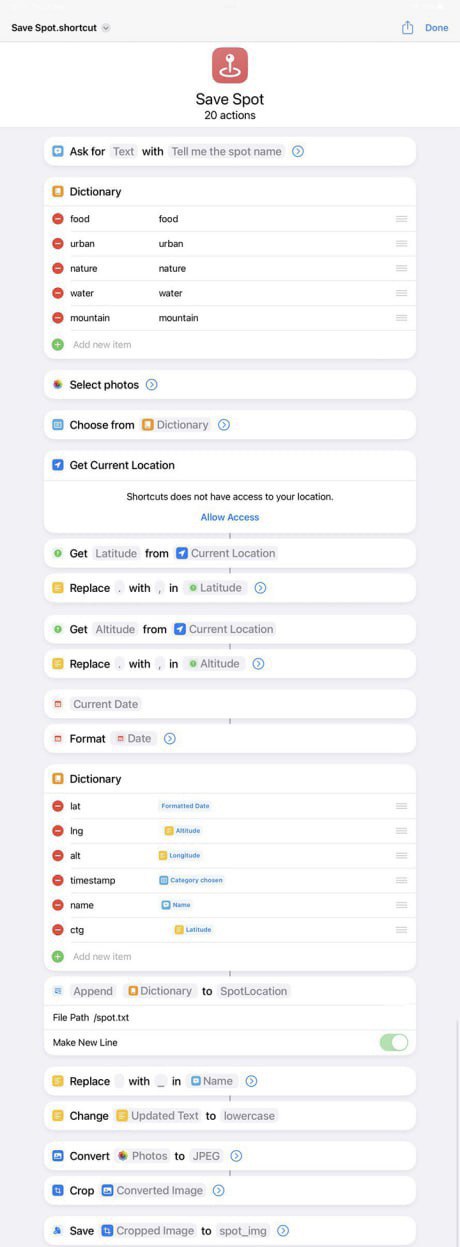 Save Spot.shortcut
Done
Save Spot
20 actions
Ask for Text with Tell me the spot name
Dictionary
food food
urban urban
nature nature
water water
mountain mountain
Add new item
Select photos
Choose from Dictionary
Get Current Location
Shortcuts does not have access to your location.
Allow Access
Get Latitude from Current Location
Replace . with , in Latitude
Get Altitude from Current Location
Replace . with , in Altitude
Current Date
Format Date
Dictionary
lat Formatted Date
lng Altitude
alt Longitude
timestamp Category chosen
name Name
ctg Latitude
Add new item
Append Dictionary to SpotLocation
File Path /spot.txt
Make New Line
Replace with _ in Name
Change Updated Text to lowercase
Convert Photos to JPEG
Crop Converted Image
Save Cropped Image to spot_img